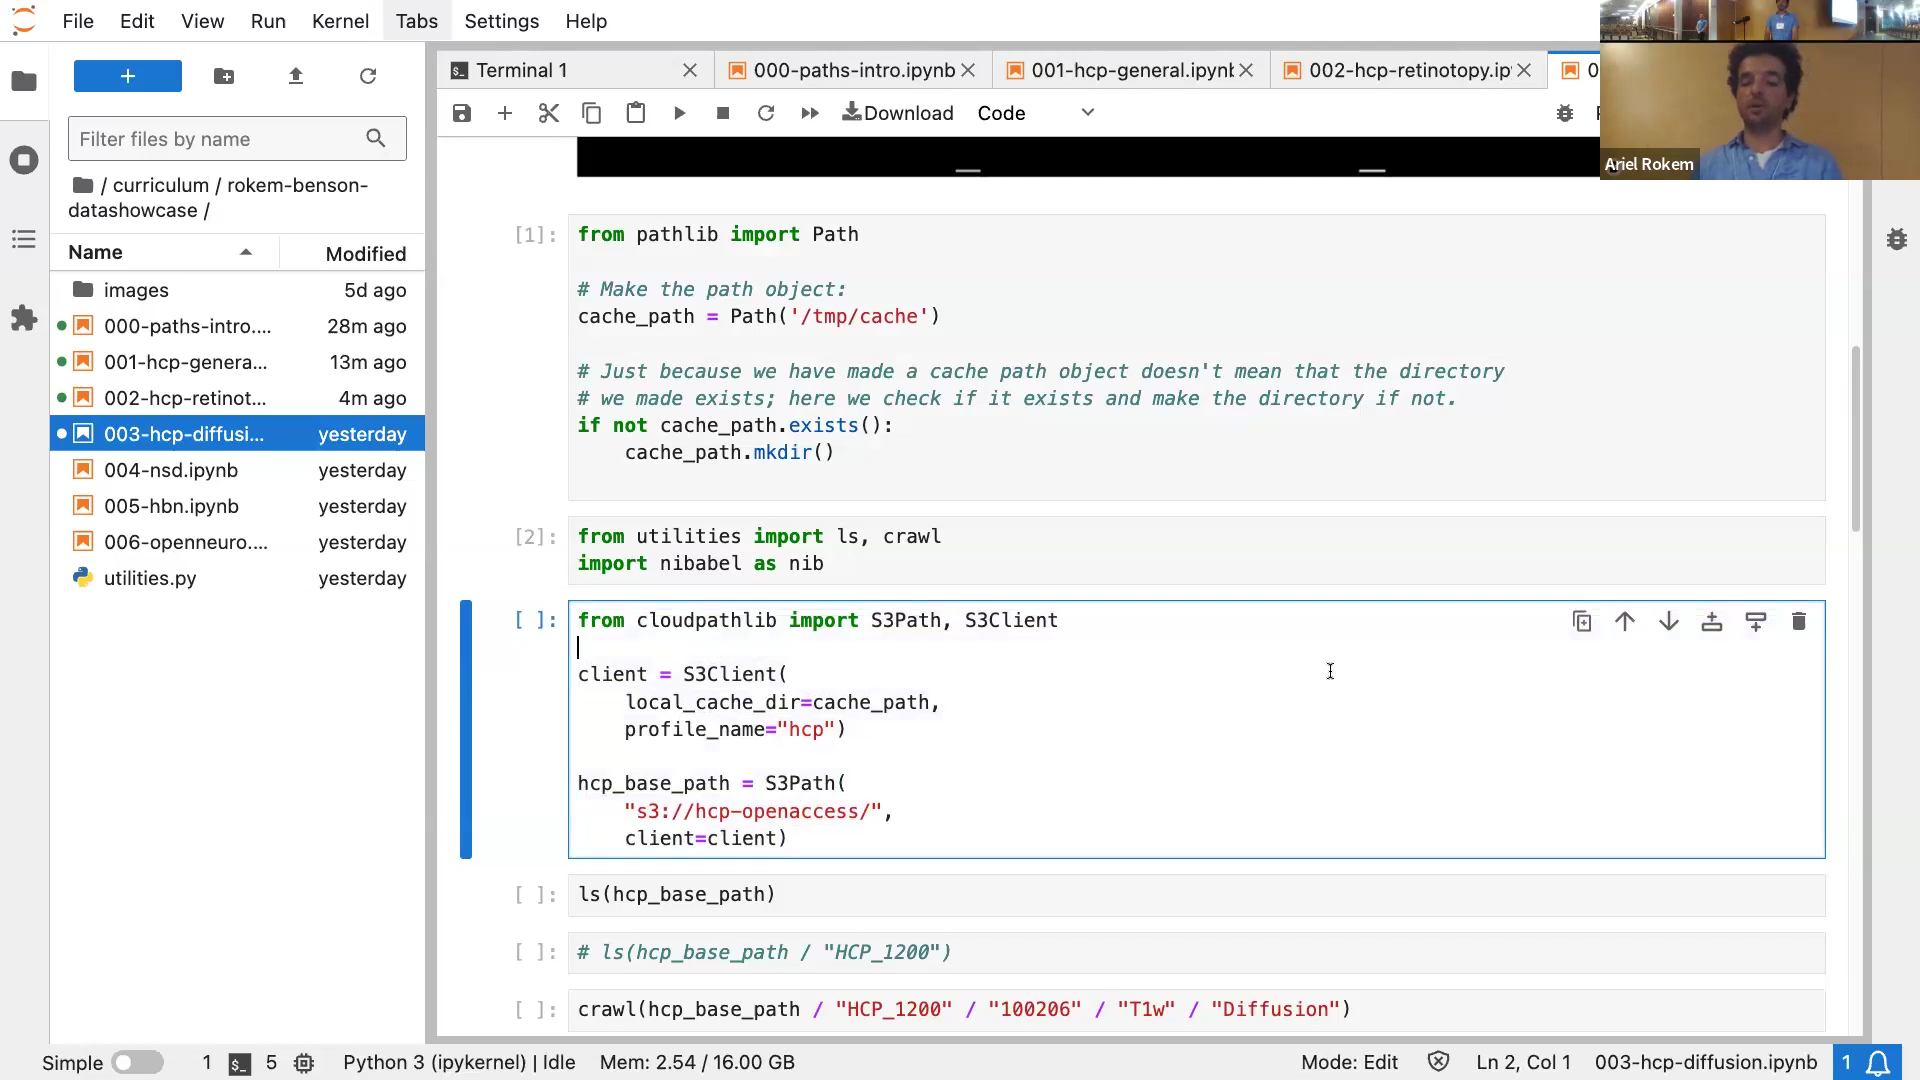 File Edit View Run Kernel Tabs Settings Help
Terminal 1 000-paths-intro.ipynb 001-hcp-general.ipynb 002-hcp-retinotopy.ip 0
Filter files by name
Download Code
Ariel Rokem
/ curriculum / rokem-benson-
datashowcase /
Name Modified
images 5d ago
000-paths-intro.... 28m ago
001-hcp-genera... 13m ago
002-hcp-retinot... 4m ago
003-hcp-diffusi... yesterday
004-nsd.ipynb yesterday
005-hbn.ipynb yesterday
006-openneuro.... yesterday
utilities.py yesterday
[1]: from pathlib import Path
# Make the path object:
cache_path = Path('/tmp/cache')
# Just because we have made a cache path object doesn't mean that the directory
# we made exists; here we check if it exists and make the directory if not.
if not cache_path.exists():
cache_path.mkdir()
[2]: from utilities import ls, crawl
import nibabel as nib
[ ]: from cloudpathlib import S3Path, S3Client
client = S3Client(
local_cache_dir=cache_path,
profile_name="hcp")
hcp_base_path = S3Path(
"s3://hcp-openaccess/",
client=client)
[ ]: ls(hcp_base_path)
[ ]: # ls(hcp_base_path / "HCP_1200")
[ ]: crawl(hcp_base_path / "HCP_1200" / "100206" / "T1w" / "Diffusion")
Simple 1 $_ 5 Python 3 (ipykernel) | Idle Mem: 2.54 / 16.00 GB Mode: Edit Ln 2, Col 1 003-hcp-diffusion.ipynb 1